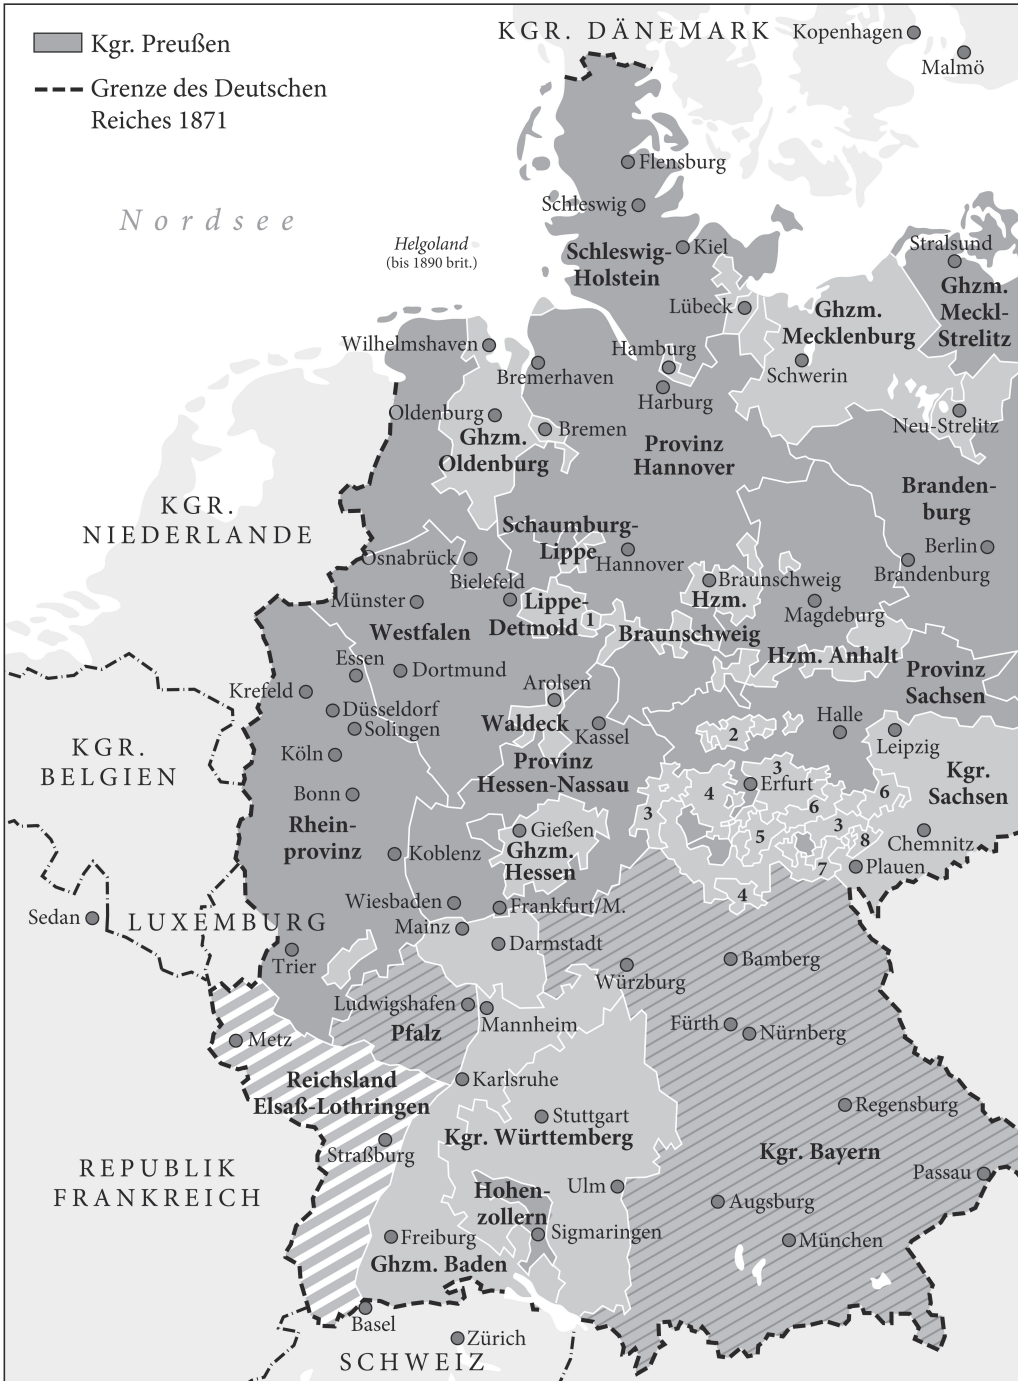 KGR. DÄNEMARK
Kopenhagen
Malmö
Kgr. Preußen
Grenze des Deutschen
Reiches 1871
Flensburg
Schleswig
Nordsee
Helgoland
(bis 1890 brit.)
Schleswig-
Holstein
Kiel
Stralsund
Ghzm.
Meckl-
Strelitz
Lübeck
Ghzm.
Mecklenburg
Wilhelmshaven
Hamburg
Bremerhaven
Schwerin
Harburg
Oldenburg
Bremen
Neu-Strelitz
Ghzm.
Oldenburg
Provinz
Hannover
Branden-
burg
KGR.
NIEDERLANDE
Schaumburg-
Lippe
Osnabrück
Hannover
Berlin
Brandenburg
Bielefeld
Braunschweig
Münster
Lippe-
Detmold
1
Hzm.
Braunschweig
Magdeburg
Westfalen
Hzm. Anhalt
Essen
Dortmund
Provinz
Sachsen
Krefeld
Arolsen
Düsseldorf
Solingen
Waldeck
Kassel
Halle
2
Leipzig
KGR.
BELGIEN
Köln
Provinz
Hessen-Nassau
3
Kgr.
Sachsen
Bonn
4
Erfurt
6
6
3
3
Rhein-
provinz
Gießen
5
8
Chemnitz
Koblenz
Ghzm.
Hessen
7
Plauen
4
Wiesbaden
Frankfurt/M.
Sedan
LUXEMBURG
Mainz
Darmstadt
Trier
Bamberg
Würzburg
Ludwigshafen
Mannheim
Pfalz
Fürth
Nürnberg
Metz
Reichsland
Elsaß-Lothringen
Karlsruhe
Stuttgart
Kgr. Württemberg
Regensburg
Straßburg
Kgr. Bayern
REPUBLIK
FRANKREICH
Passau
Hohen-
zollern
Ulm
Augsburg
Sigmaringen
Freiburg
München
Ghzm. Baden
Basel
Zürich
SCHWEIZ